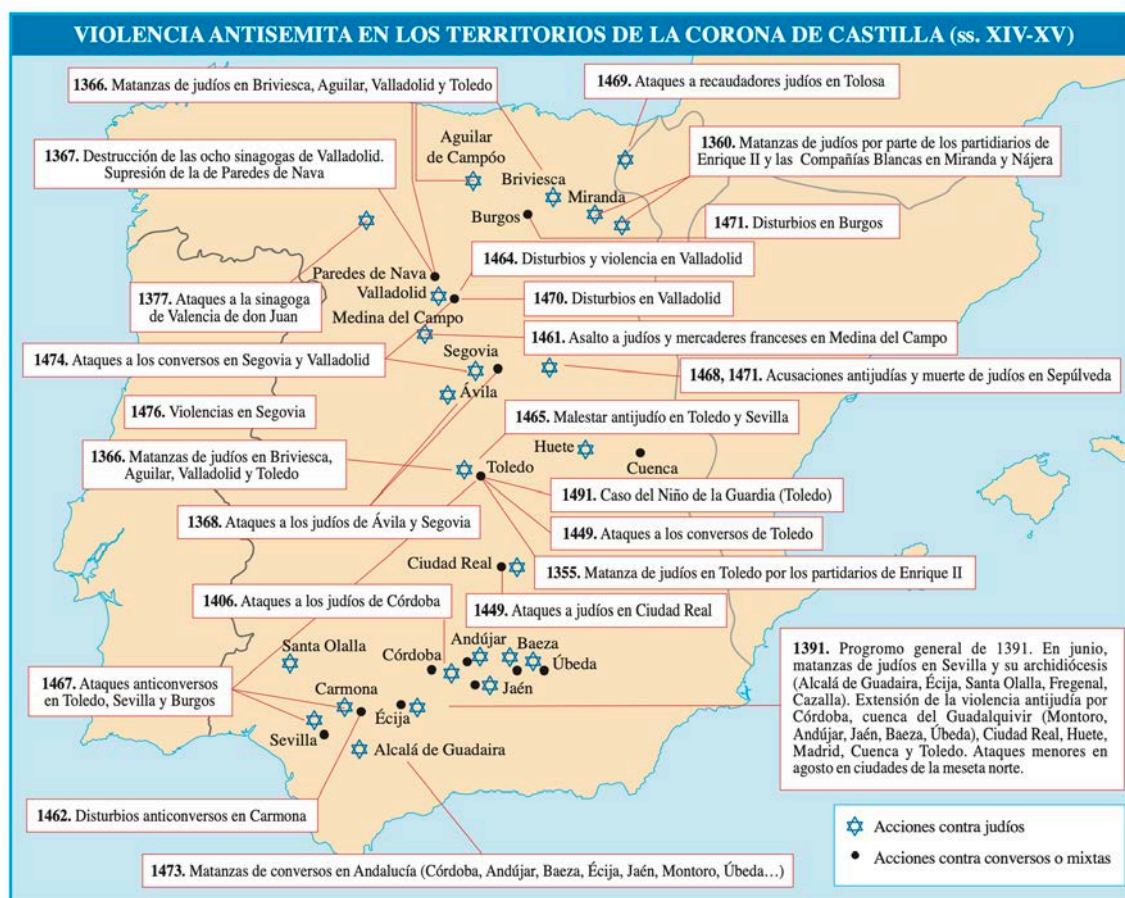 VIOLENCIA ANTISEMITA EN LOS TERRITORIOS DE LA CORONA DE CASTILLA (ss. XIV-XV)
1366. Matanzas de judíos en Briviesca, Aguilar, Valladolid y Toledo
1469. Ataques a recaudadores judíos en Tolosa
1367. Destrucción de las ocho sinagogas de Valladolid.
Supresión de la de Paredes de Nava
Aguilar
de Campóo
Briviesca
Miranda
Burgos
1360. Matanzas de judíos por parte de los partidiarios de
Enrique II y las Compañías Blancas en Miranda y Nájera
1471. Disturbios en Burgos
1464. Disturbios y violencia en Valladolid
Paredes de Nava
Valladolid
1377. Ataques a la sinagoga
de Valencia de don Juan
1470. Disturbios en Valladolid
Medina del Campo
1461. Asalto a judíos y mercaderes franceses en Medina del Campo
1474. Ataques a los conversos en Segovia y Valladolid
Segovia
1468, 1471. Acusaciones antijudías y muerte de judíos en Sepúlveda
Ávila
1476. Violencias en Segovia
1465. Malestar antijudío en Toledo y Sevilla
Huete
Cuenca
1366. Matanzas de judíos en Briviesca,
Aguilar, Valladolid y Toledo
Toledo
1491. Caso del Niño de la Guardia (Toledo)
1368. Ataques a los judíos de Ávila y Segovia
1449. Ataques a los conversos de Toledo
Ciudad Real
1355. Matanza de judíos en Toledo por los partidarios de Enrique II
1406. Ataques a los judíos de Córdoba
1449. Ataques a judíos en Ciudad Real
Santa Olalla
Córdoba
Andújar
Baeza
Úbeda
Jaén
1391. Progromo general de 1391. En junio,
matanzas de judíos en Sevilla y su archidiócesis
(Alcalá de Guadaira, Écija, Santa Olalla, Fregenal,
Cazalla). Extensión de la violencia antijudía por
Córdoba, cuenca del Guadalquivir (Montoro,
Andújar, Jaén, Baeza, Úbeda), Ciudad Real, Huete,
Madrid, Cuenca y Toledo. Ataques menores en
agosto en ciudades de la meseta norte.
1467. Ataques anticonversos
en Toledo, Sevilla y Burgos
Carmona
Écija
Sevilla
Alcalá de Guadaira
1462. Disturbios anticonversos en Carmona
1473. Matanzas de conversos en Andalucía (Córdoba, Andújar, Baeza, Écija, Jaén, Montoro, Úbeda…)
Acciones contra judíos
Acciones contra conversos o mixtas